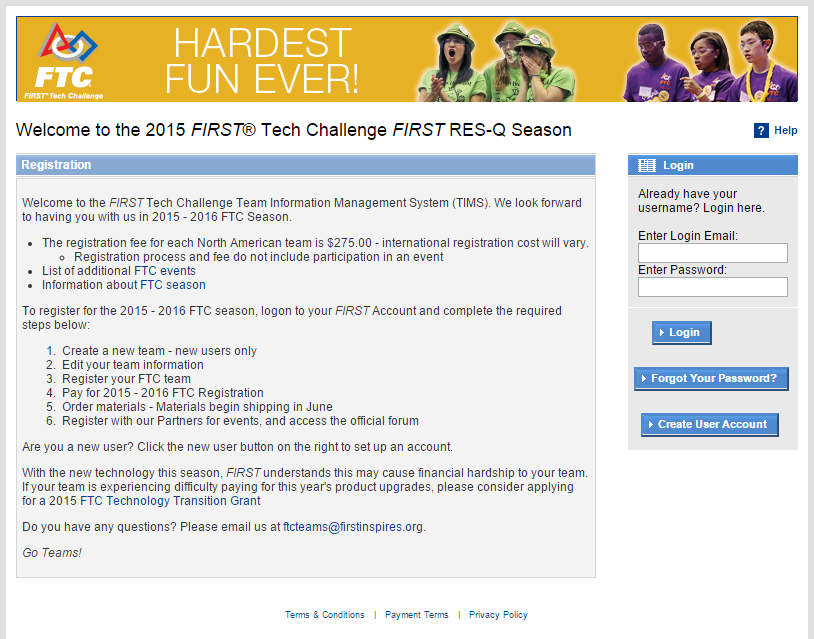 HARDEST
FUN EVER!
FTC
FIRST® Tech Challenge
Welcome to the 2015 FIRST® Tech Challenge FIRST RES-Q Season
? Help
Registration
Welcome to the FIRST Tech Challenge Team Information Management System (TIMS). We look forward
to having you with us in 2015 - 2016 FTC Season.
• The registration fee for each North American team is $275.00 - international registration cost will vary.
◦ Registration process and fee do not include participation in an event
• List of additional FTC events
• Information about FTC season
To register for the 2015 - 2016 FTC season, logon to your FIRST Account and complete the required
steps below:
1. Create a new team - new users only
2. Edit your team information
3. Register your FTC team
4. Pay for 2015 - 2016 FTC Registration
5. Order materials - Materials begin shipping in June
6. Register with our Partners for events, and access the official forum
Are you a new user? Click the new user button on the right to set up an account.
With the new technology this season, FIRST understands this may cause financial hardship to your team.
If your team is experiencing difficulty paying for this year's product upgrades, please consider applying
for a 2015 FTC Technology Transition Grant
Do you have any questions? Please email us at ftcteams@firstinspires.org.
Go Teams!
Login
Already have your
username? Login here.
Enter Login Email:
Enter Password:
Login
Forgot Your Password?
Create User Account
Terms & Conditions | Payment Terms | Privacy Policy